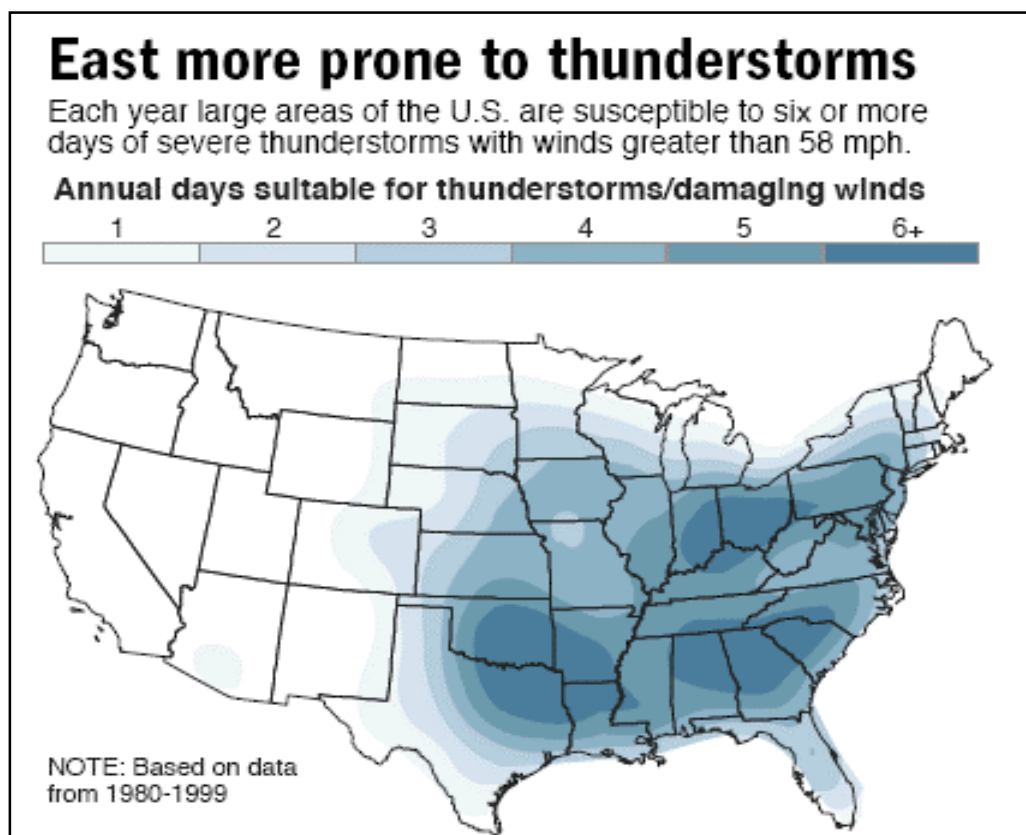 East more prone to thunderstorms
Each year large areas of the U.S. are susceptible to six or more
days of severe thunderstorms with winds greater than 58 mph.
Annual days suitable for thunderstorms/damaging winds
1 2 3 4 5 6+
NOTE: Based on data
from 1980-1999